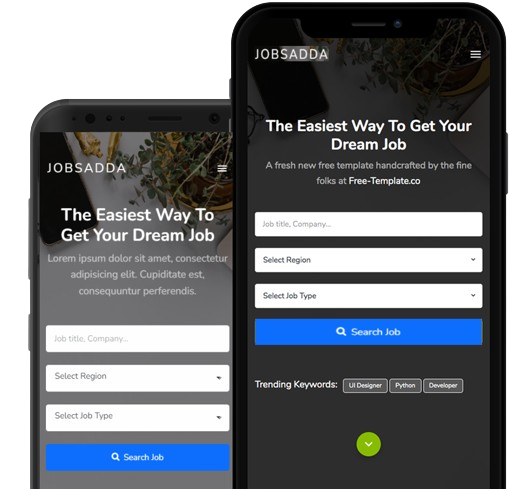 JOBSADDA
The Easiest Way To
Get Your Dream Job
Lorem ipsum dolor sit amet, consectetur
adipisicing elit. Cupiditate est,
consequuntur perferendis.
Job title, Company...
Select Region
Select Job Type
Search Job
JOBSADDA
The Easiest Way To Get Your
Dream Job
A fresh new free template handcrafted by the fine
folks at Free-Template.co
Job title, Company...
Select Region
Select Job Type
Search Job
Trending Keywords: UI Designer Python Developer